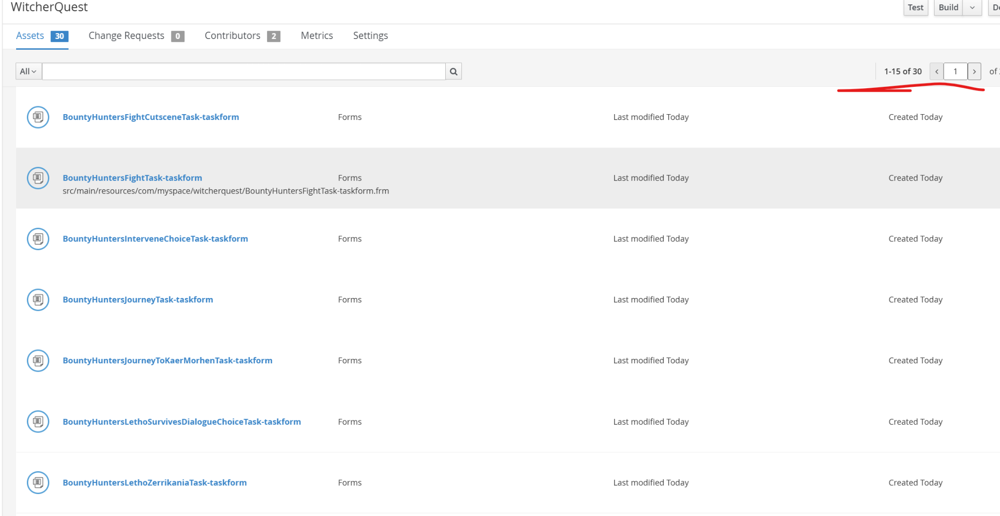 WitcherQuest
Test Build
Assets 30 Change Requests 0 Contributors 2 Metrics Settings
All 1-15 of 30 1 of
BountyHuntersFightCutsceneTask-taskform Forms Last modified Today Created Today
BountyHuntersFightTask-taskform Forms Last modified Today Created Today
src/main/resources/com/myspace/witcherquest/BountyHuntersFightTask-taskform.frm
BountyHuntersInterveneChoiceTask-taskform Forms Last modified Today Created Today
BountyHuntersJourneyTask-taskform Forms Last modified Today Created Today
BountyHuntersJourneyToKaerMorhenTask-taskform Forms Last modified Today Created Today
BountyHuntersLethoSurvivesDialogueChoiceTask-taskform Forms Last modified Today Created Today
BountyHuntersLethoZerrikaniaTask-taskform Forms Last modified Today Created Today